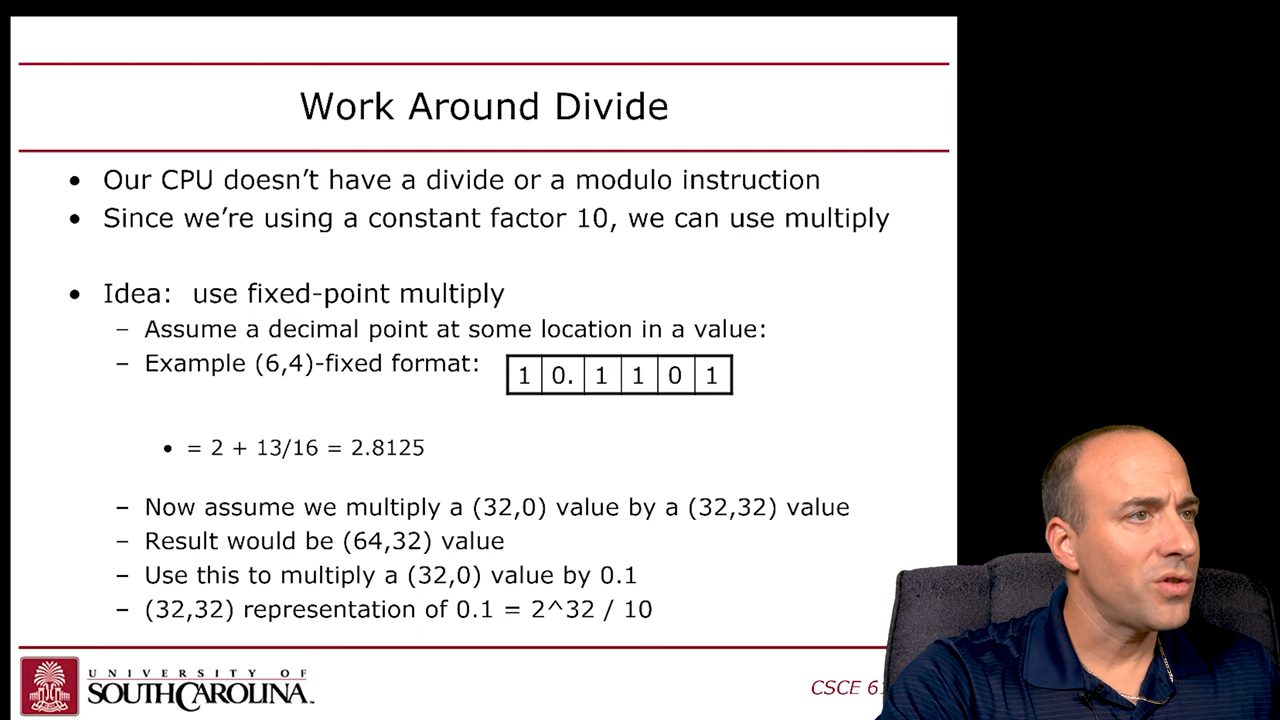 Work Around Divide
• Our CPU doesn’t have a divide or a modulo instruction
• Since we’re using a constant factor 10, we can use multiply
• Idea: use fixed-point multiply
– Assume a decimal point at some location in a value:
– Example (6,4)-fixed format: 1 0. 1 1 0 1
• = 2 + 13/16 = 2.8125
– Now assume we multiply a (32,0) value by a (32,32) value
– Result would be (64,32) value
– Use this to multiply a (32,0) value by 0.1
– (32,32) representation of 0.1 = 2^32 / 10
UNIVERSITY OF
SOUTH CAROLINA
CSCE